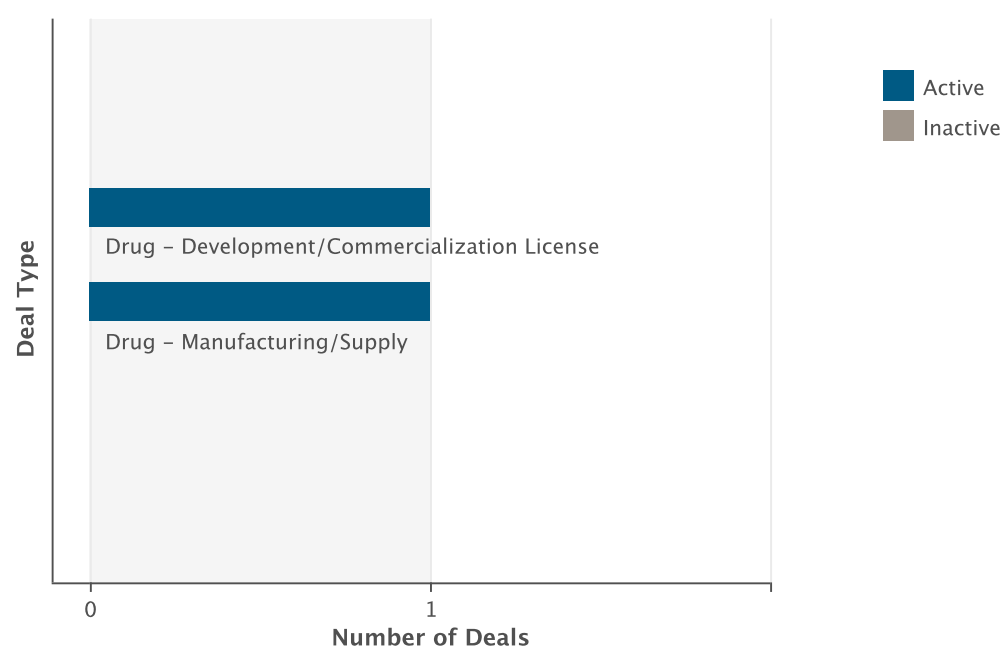 Active
Inactive
Drug – Development/Commercialization License
Drug – Manufacturing/Supply
Deal Type
0 1
Number of Deals